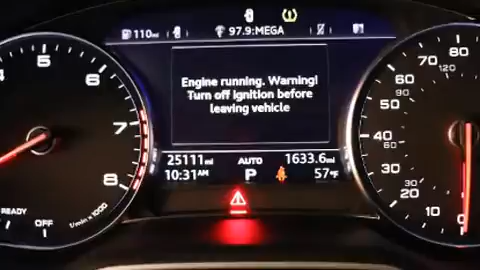 110mi
97.9:MEGA
Engine running. Warning!
Turn off ignition before
leaving vehicle
25111mi AUTO 1633.6mi
10:31AM P 57°F
5
6
7
8
READY
OFF
1/min x 1000
80
70
60
50
40
30
20
10
0
120
90
60
30